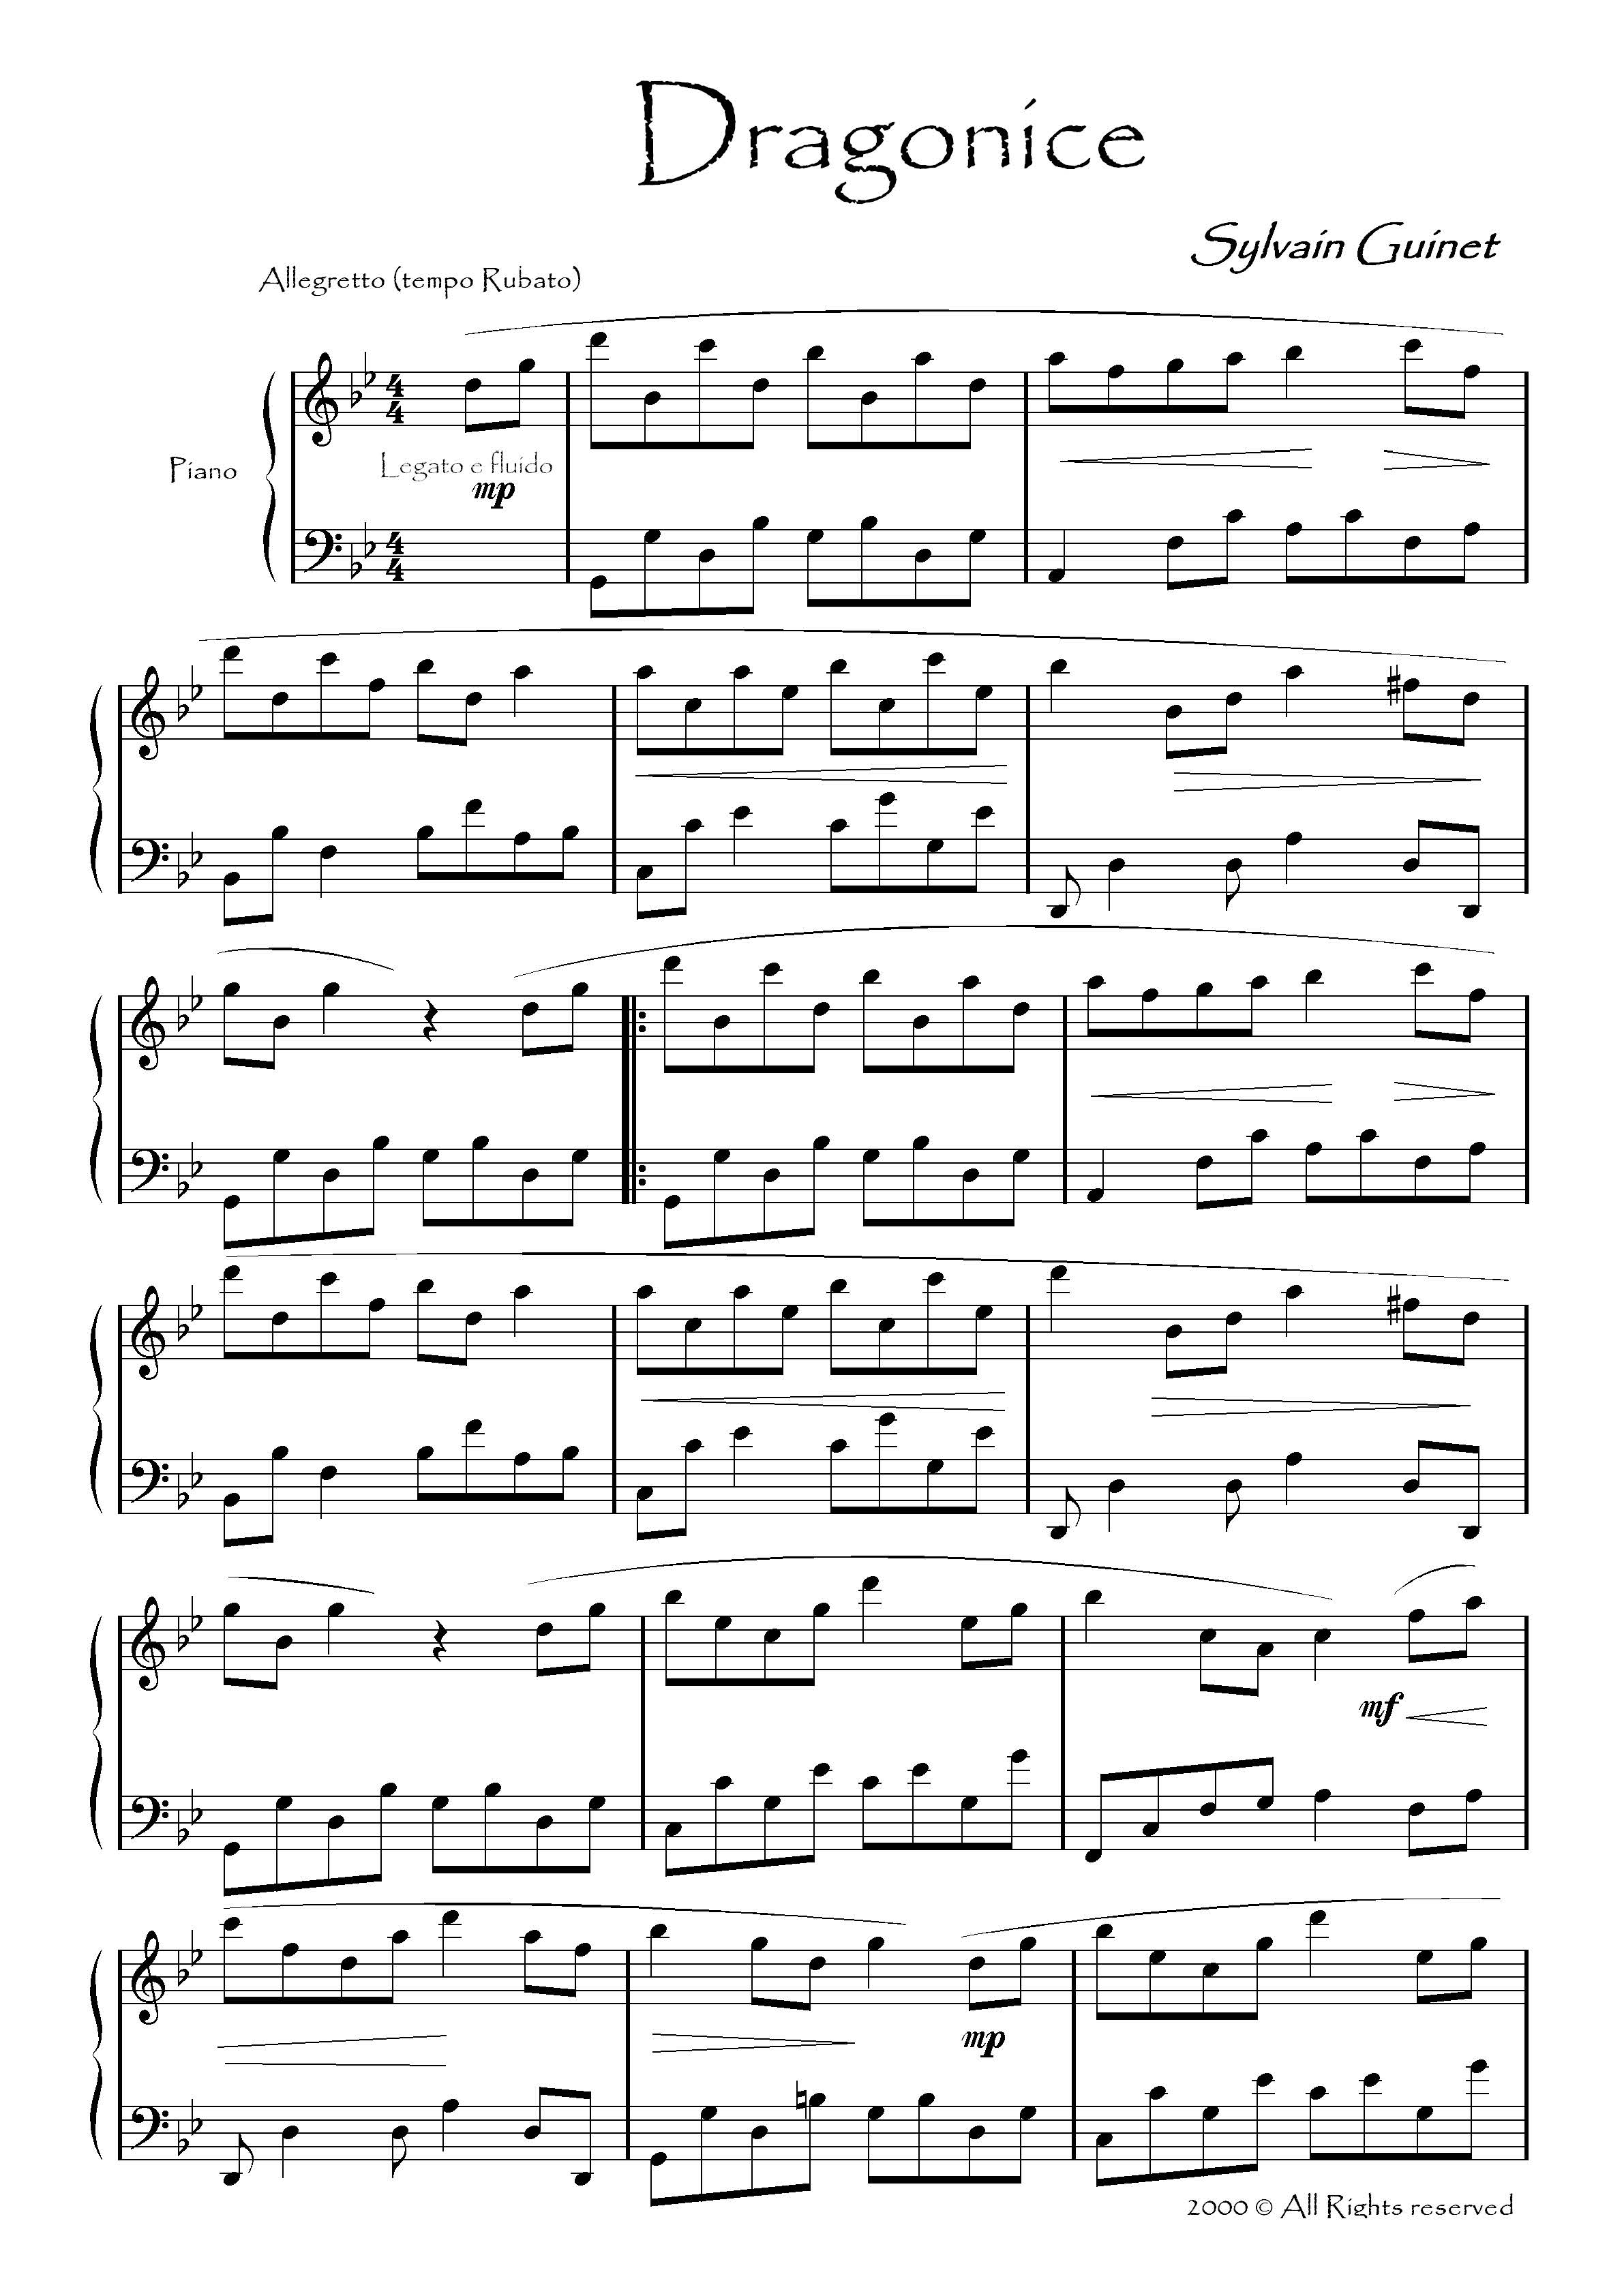 Dragonice
Sylvain Guinet
Allegretto (tempo Rubato)
Piano
Legato e fluido
mp
mf
mp
2000 © All Rights reserved